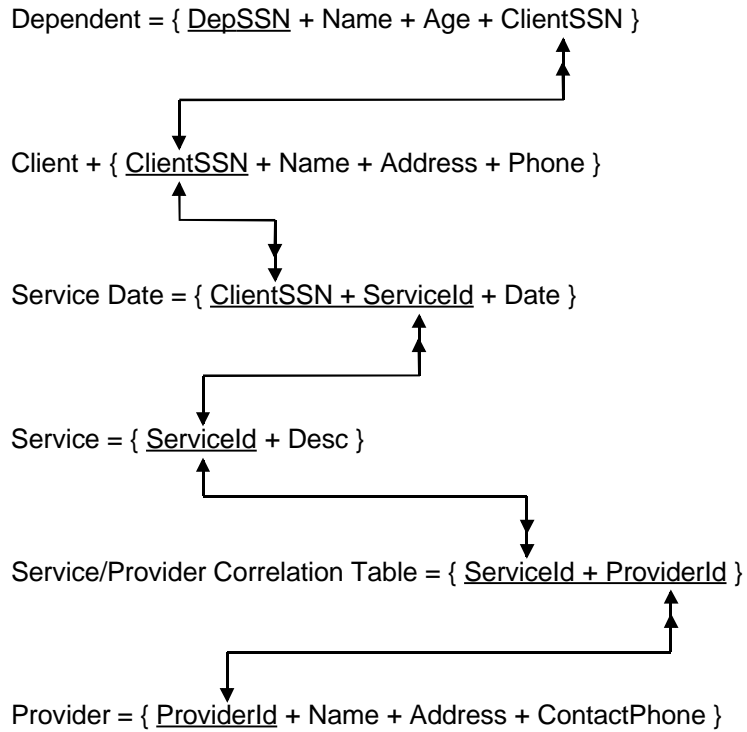 Dependent = { DepSSN + Name + Age + ClientSSN }
Client + { ClientSSN + Name + Address + Phone }
Service Date = { ClientSSN + ServiceId + Date }
Service = { ServiceId + Desc }
Service/Provider Correlation Table = { ServiceId + ProviderId }
Provider = { ProviderId + Name + Address + ContactPhone }